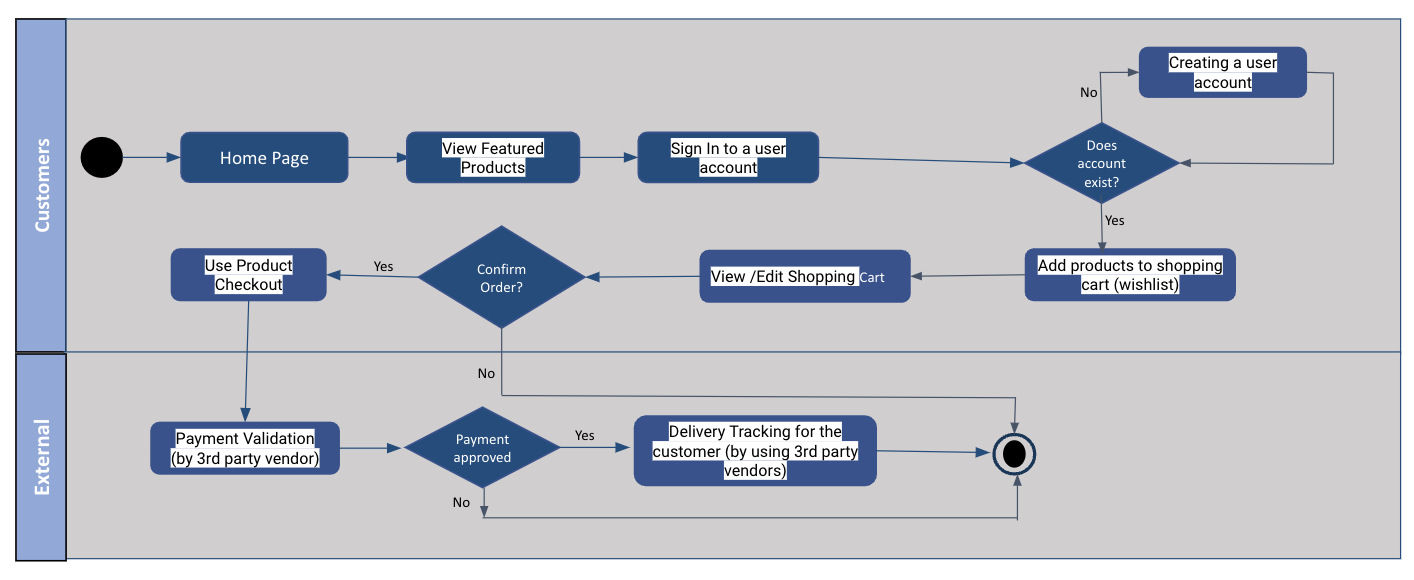 Customers
Home Page
View Featured
Products
Sign In to a user
account
Does
account
exist?
No
Creating a user
account
Yes
Add products to shopping
cart (wishlist)
View /Edit Shopping Cart
Confirm
Order?
Yes
Use Product
Checkout
No
External
Payment Validation
(by 3rd party vendor)
Payment
approved
Yes
Delivery Tracking for the
customer (by using 3rd party
vendors)
No